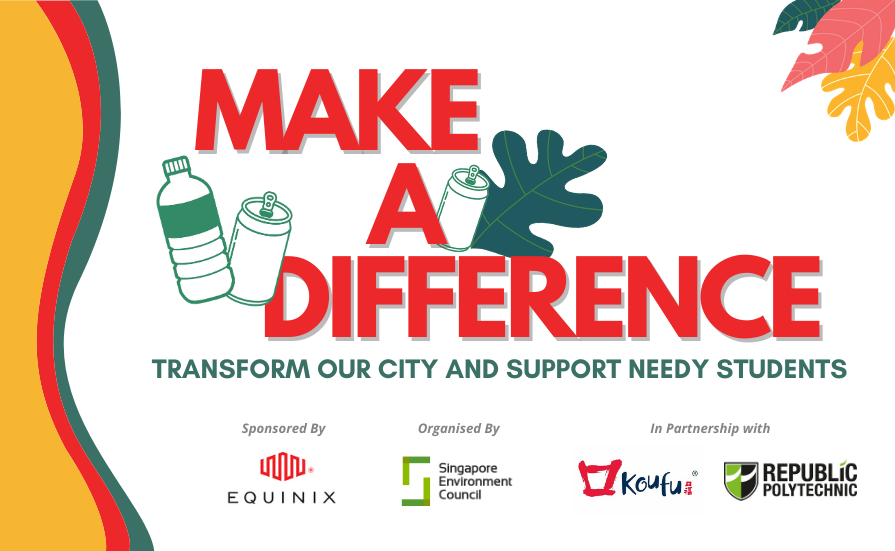 MAKE
A
DIFFERENCE
TRANSFORM OUR CITY AND SUPPORT NEEDY STUDENTS
Sponsored By
Organised By
In Partnership with
EQUINIX
Singapore
Environment
Council
Koufu
REPUBLIC
POLYTECHNIC